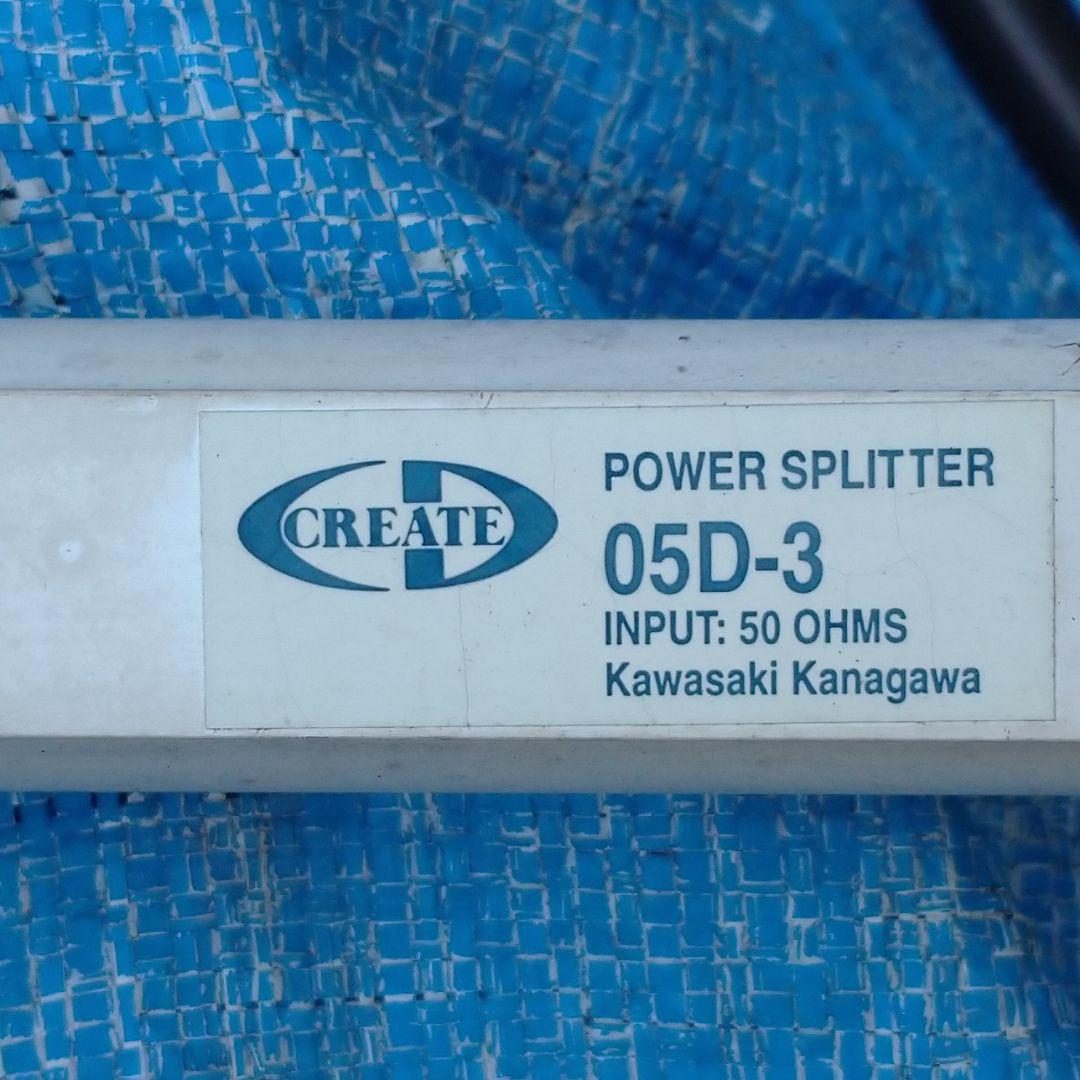 CREATE
POWER SPLITTER
05D-3
INPUT: 50 OHMS
Kawasaki Kanagawa